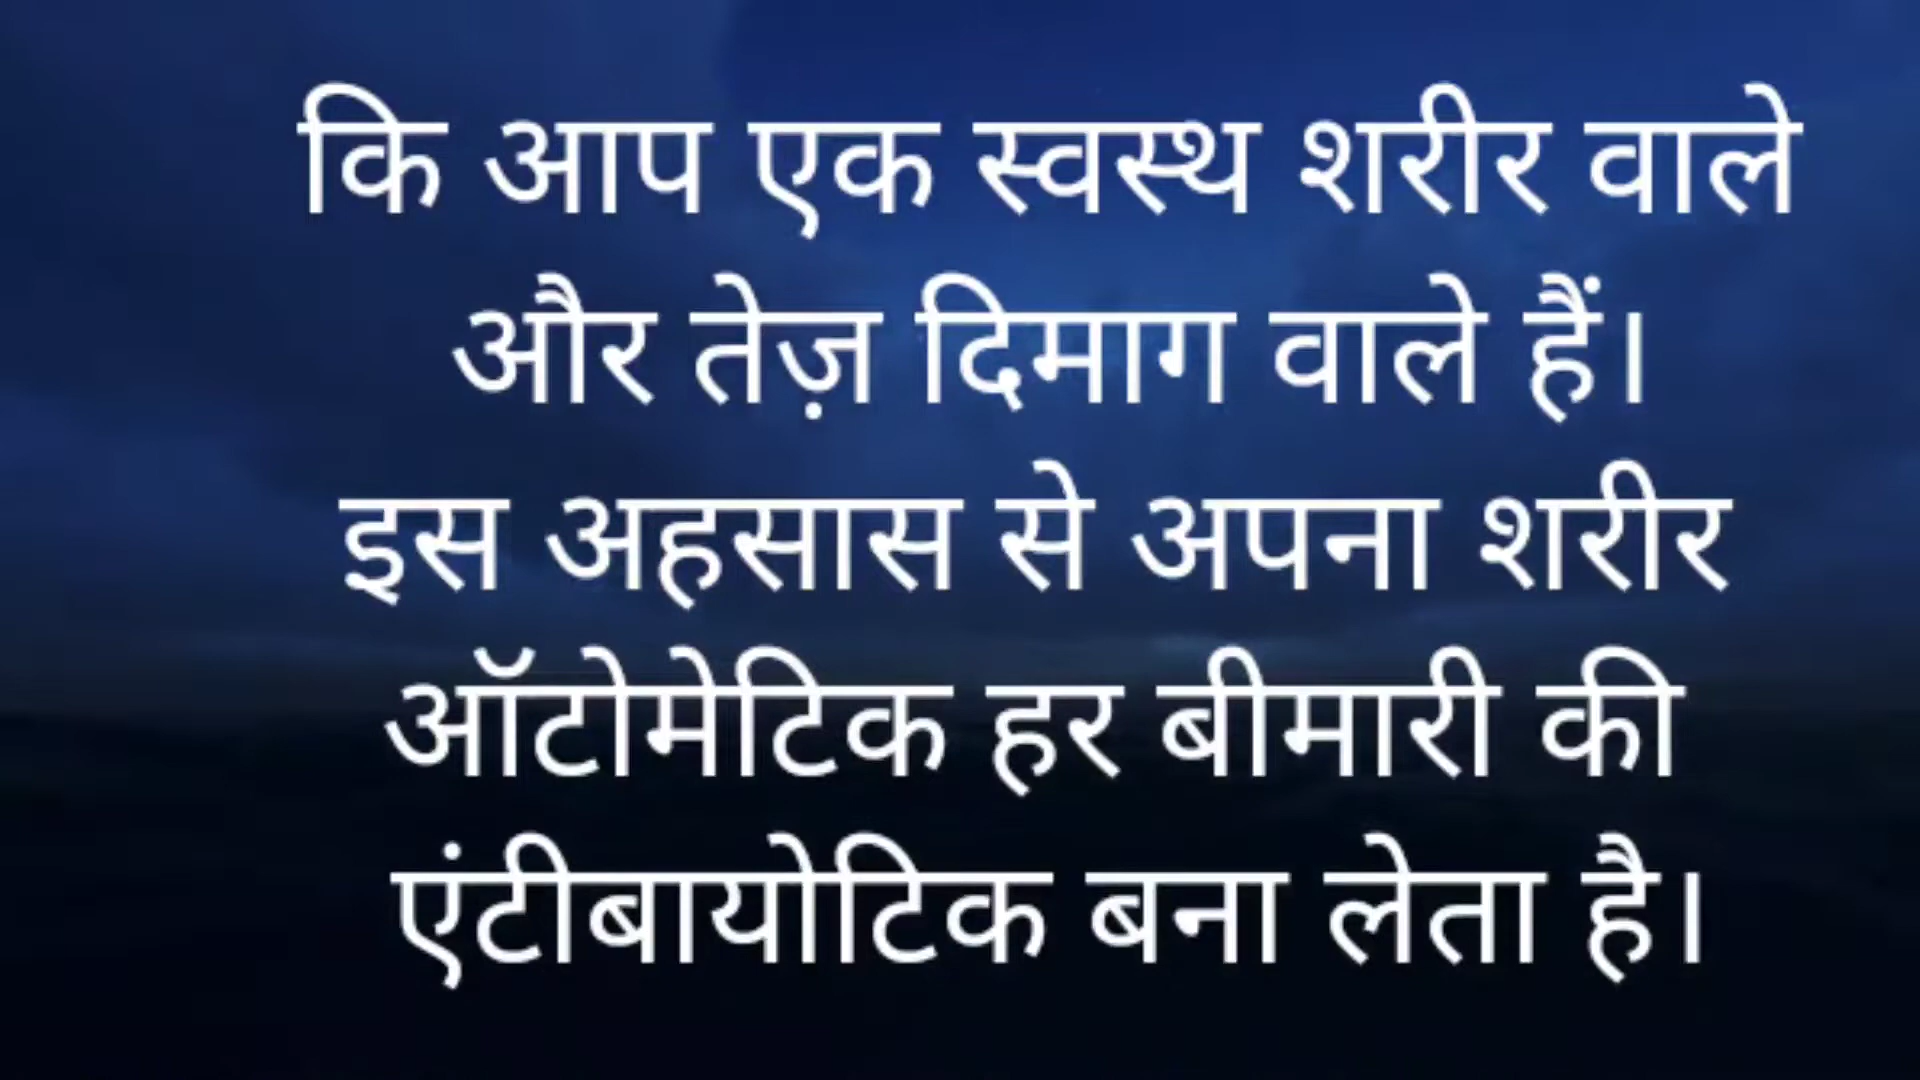 कि आप एक स्वस्थ शरीर वाले
और तेज़ दिमाग वाले हैं।
इस अहसास से अपना शरीर
ऑटोमेटिक हर बीमारी की
एंटीबायोटिक बना लेता है।